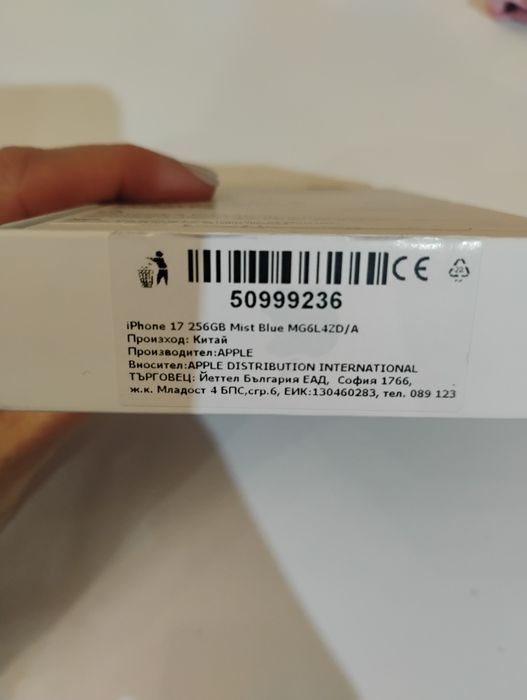 50999236
iPhone 17 256GB Mist Blue MG6L4ZD/A
Произход: Китай
Производител:APPLE
Вносител:APPLE DISTRIBUTION INTERNATIONAL
ТЪРГОВЕЦ: Йеттел България ЕАД, София 1766,
ж.к. Младост 4 БПС,сгр.6, ЕИК:130460283, тел. 089 123